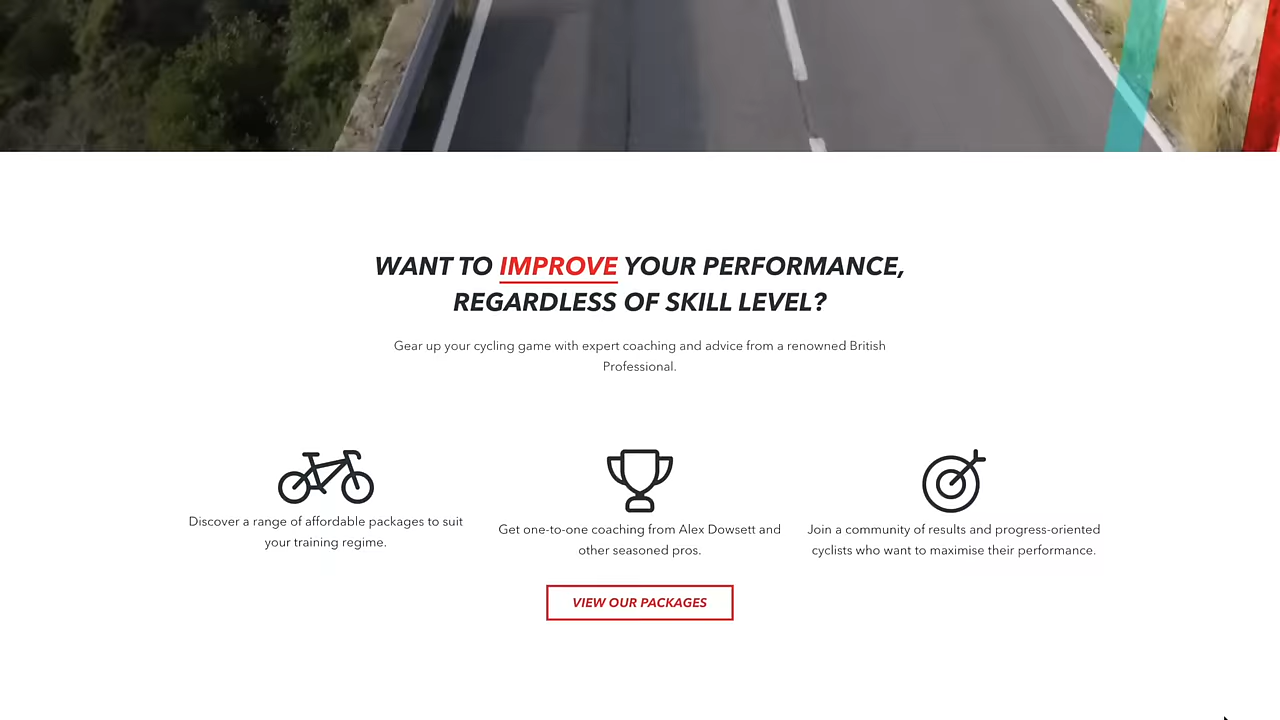 WANT TO IMPROVE YOUR PERFORMANCE,
REGARDLESS OF SKILL LEVEL?
Gear up your cycling game with expert coaching and advice from a renowned British
Professional.
Discover a range of affordable packages to suit
your training regime.
Get one-to-one coaching from Alex Dowsett and
other seasoned pros.
Join a community of results and progress-oriented
cyclists who want to maximise their performance.
VIEW OUR PACKAGES